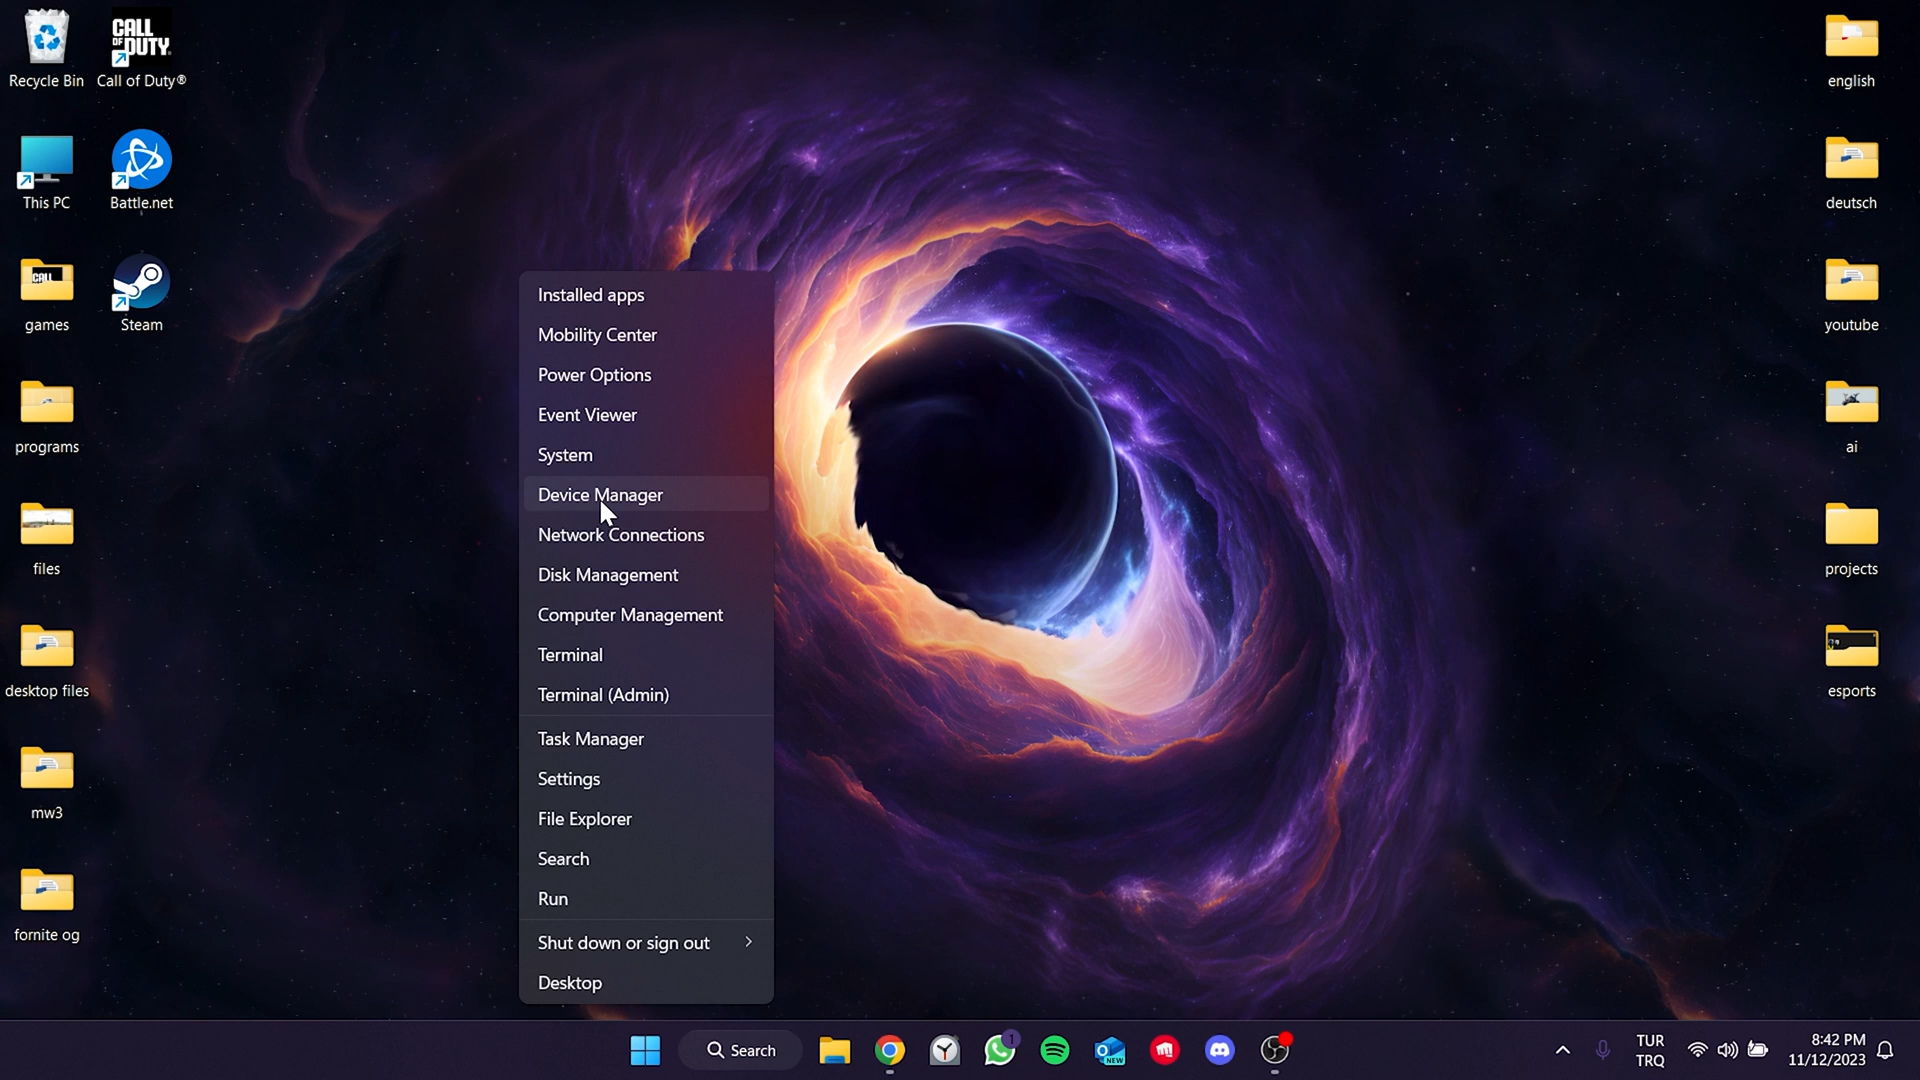 Recycle Bin
CALL OF DUTY
Call of Duty®
This PC
Battle.net
games
Steam
programs
files
desktop files
mw3
fornite og
english
deutsch
youtube
ai
projects
esports
Installed apps
Mobility Center
Power Options
Event Viewer
System
Device Manager
Network Connections
Disk Management
Computer Management
Terminal
Terminal (Admin)
Task Manager
Settings
File Explorer
Search
Run
Shut down or sign out
Desktop
Search
1
NEW
TUR
TRQ
8:42 PM
11/12/2023